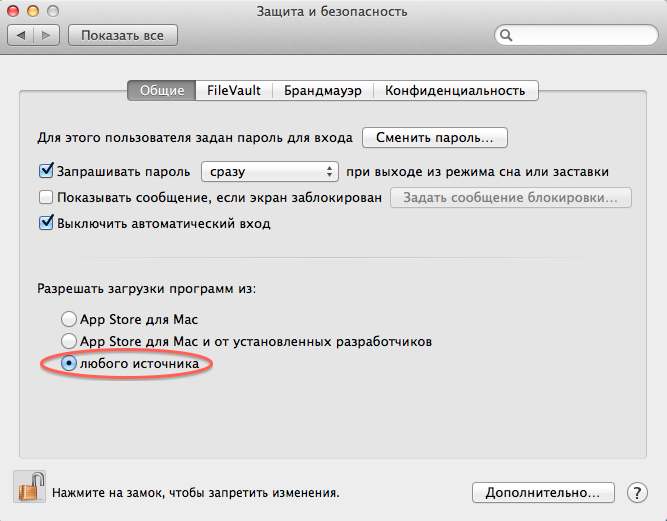 Защита и безопасность
Показать все
Общие FileVault Брандмауэр Конфиденциальность
Для этого пользователя задан пароль для входа Сменить пароль...
Запрашивать пароль сразу при выходе из режима сна или заставки
Показывать сообщение, если экран заблокирован Задать сообщение блокировки...
Выключить автоматический вход
Разрешать загрузки программ из:
App Store для Mac
App Store для Mac и от установленных разработчиков
любого источника
Нажмите на замок, чтобы запретить изменения. Дополнительно... ?